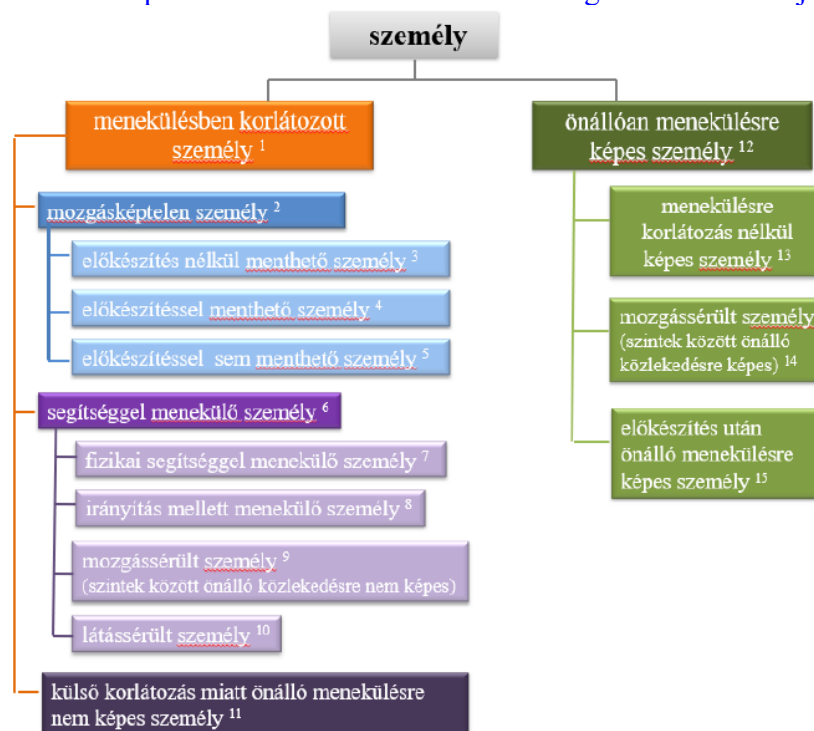 személy
menekülésben korlátozott
személy 1
mozgásképtelen személy 2
előkészítés nélkül menthető személy 3
előkészítéssel menthető személy 4
előkészítéssel sem menthető személy 5
segítséggel menekülő személy 6
fizikai segítséggel menekülő személy 7
irányítás mellett menekülő személy 8
mozgássérült személy 9
(szintek között önálló közlekedésre nem képes)
látássérült személy 10
külső korlátozás miatt önálló menekülésre
nem képes személy 11
önállóan menekülésre
képes személy 12
menekülésre
korlátozás nélkül
képes személy 13
mozgássérült személy
(szintek között önálló
közlekedésre képes) 14
előkészítés után
önálló menekülésre
képes személy 15